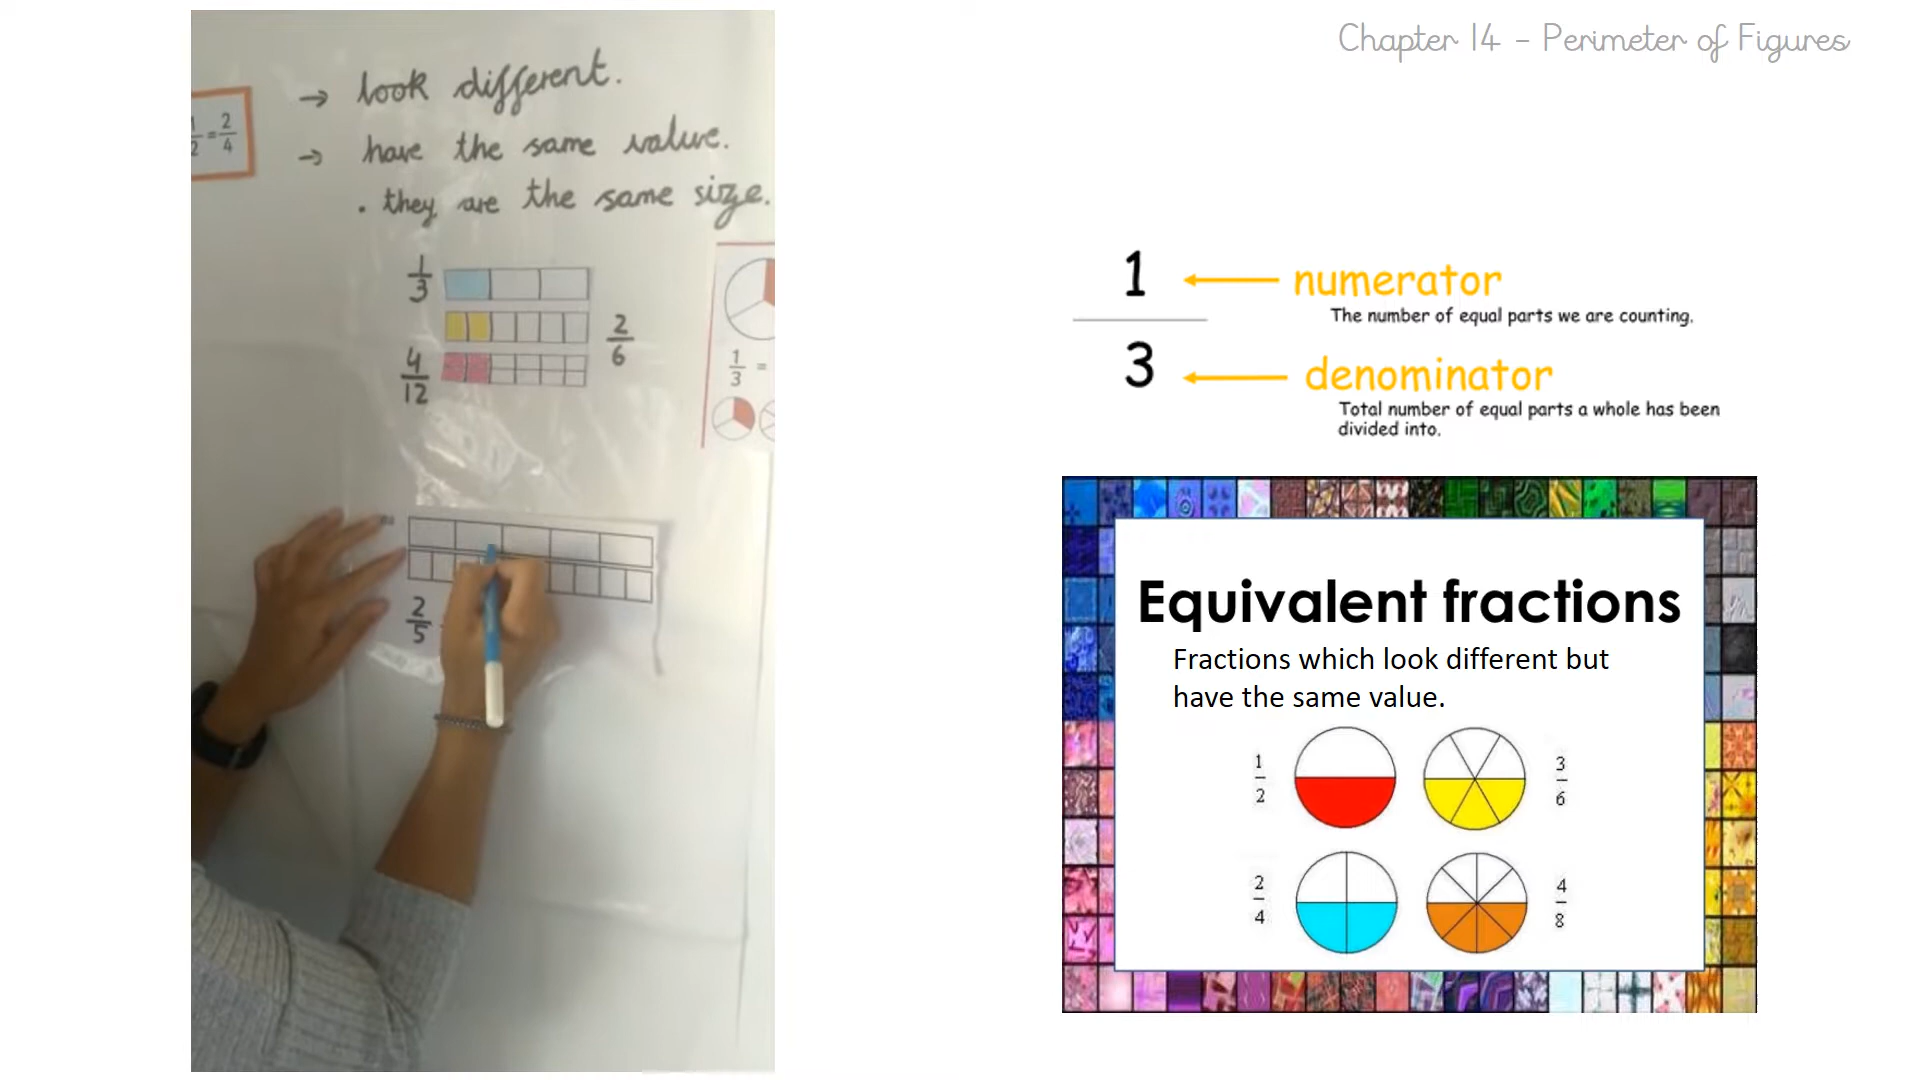 Chapter 14 - Perimeter of Figures
1/2 = 2/4
→ look different.
→ have the same value.
. they are the same size.
1/3
2/6
4/12
1/3 =
2/5
1 ← numerator
The number of equal parts we are counting.
3 ← denominator
Total number of equal parts a whole has been
divided into.
Equivalent fractions
Fractions which look different but
have the same value.
1/2
3/6
2/4
4/8